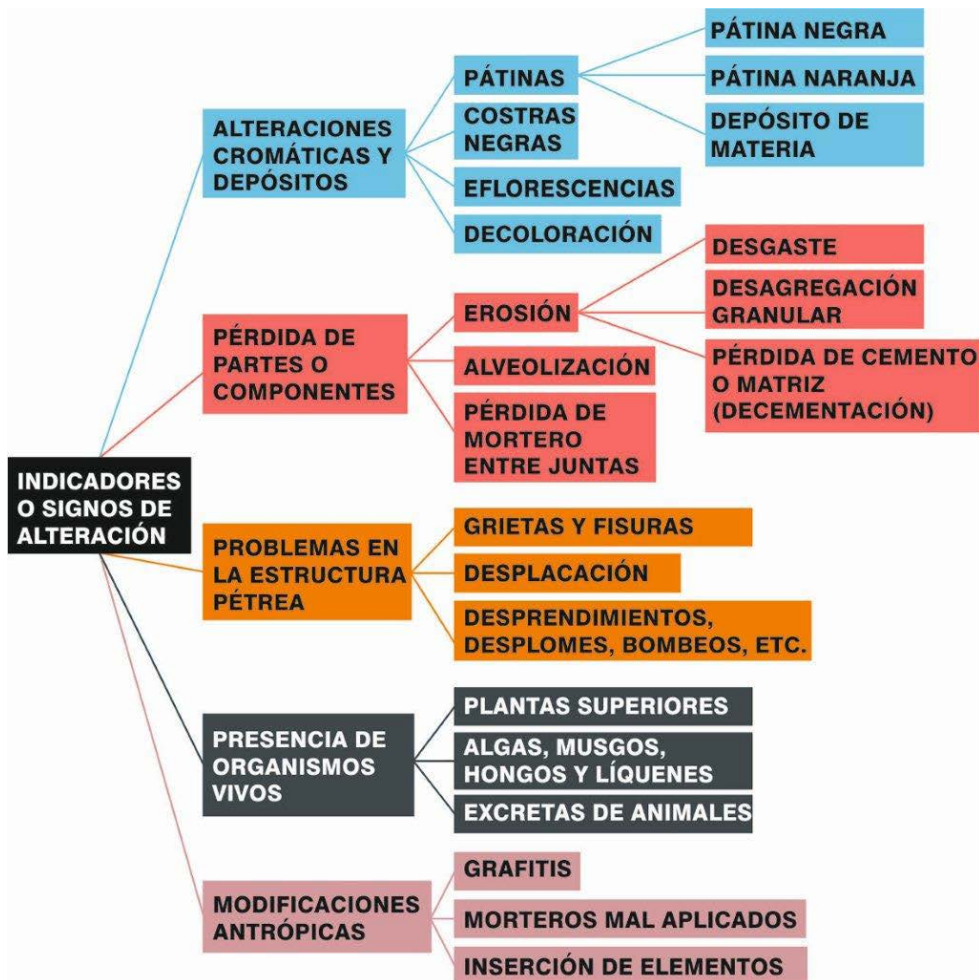 INDICADORES
O SIGNOS DE
ALTERACIÓN
ALTERACIONES
CROMÁTICAS Y
DEPÓSITOS
PÁTINAS
PÁTINA NEGRA
PÁTINA NARANJA
DEPÓSITO DE
MATERIA
COSTRAS
NEGRAS
EFLORESCENCIAS
DECOLORACIÓN
PÉRDIDA DE
PARTES O
COMPONENTES
EROSIÓN
DESGASTE
DESAGREGACIÓN
GRANULAR
PÉRDIDA DE CEMENTO
O MATRIZ
(DECEMENTACIÓN)
ALVEOLIZACIÓN
PÉRDIDA DE
MORTERO
ENTRE JUNTAS
PROBLEMAS EN
LA ESTRUCTURA
PÉTREA
GRIETAS Y FISURAS
DESPLACACIÓN
DESPRENDIMIENTOS,
DESPLOMES, BOMBEOS, ETC.
PRESENCIA DE
ORGANISMOS
VIVOS
PLANTAS SUPERIORES
ALGAS, MUSGOS,
HONGOS Y LÍQUENES
EXCRETAS DE ANIMALES
MODIFICACIONES
ANTRÓPICAS
GRAFITIS
MORTEROS MAL APLICADOS
INSERCIÓN DE ELEMENTOS